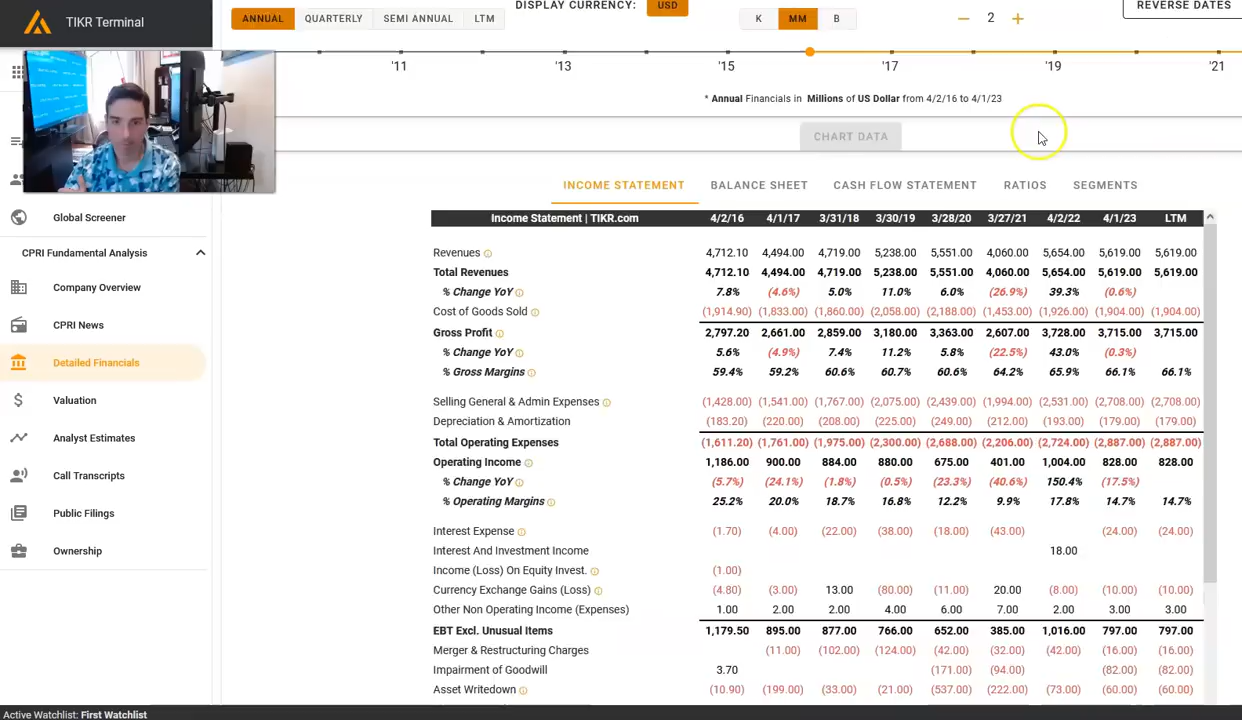 TIKR Terminal
ANNUAL QUARTERLY SEMI ANNUAL LTM
DISPLAY CURRENCY: USD
K MM B
2
REVERSE DATES
'11 '13 '15 '17 '19 '21
* Annual Financials in Millions of US Dollar from 4/2/16 to 4/1/23
CHART DATA
Global Screener
CPRI Fundamental Analysis
Company Overview
CPRI News
Detailed Financials
Valuation
Analyst Estimates
Call Transcripts
Public Filings
Ownership
INCOME STATEMENT BALANCE SHEET CASH FLOW STATEMENT RATIOS SEGMENTS
Income Statement | TIKR.com 4/2/16 4/1/17 3/31/18 3/30/19 3/28/20 3/27/21 4/2/22 4/1/23 LTM
Revenues 4,712.10 4,494.00 4,719.00 5,238.00 5,551.00 4,060.00 5,654.00 5,619.00 5,619.00
Total Revenues 4,712.10 4,494.00 4,719.00 5,238.00 5,551.00 4,060.00 5,654.00 5,619.00 5,619.00
% Change YoY 7.8% (4.6%) 5.0% 11.0% 6.0% (26.9%) 39.3% (0.6%)
Cost of Goods Sold (1,914.90) (1,833.00) (1,860.00) (2,058.00) (2,188.00) (1,453.00) (1,926.00) (1,904.00) (1,904.00)
Gross Profit 2,797.20 2,661.00 2,859.00 3,180.00 3,363.00 2,607.00 3,728.00 3,715.00 3,715.00
% Change YoY 5.6% (4.9%) 7.4% 11.2% 5.8% (22.5%) 43.0% (0.3%)
% Gross Margins 59.4% 59.2% 60.6% 60.7% 60.6% 64.2% 65.9% 66.1% 66.1%
Selling General & Admin Expenses (1,428.00) (1,541.00) (1,767.00) (2,075.00) (2,439.00) (1,994.00) (2,531.00) (2,708.00) (2,708.00)
Depreciation & Amortization (183.20) (220.00) (208.00) (225.00) (249.00) (212.00) (193.00) (179.00) (179.00)
Total Operating Expenses (1,611.20) (1,761.00) (1,975.00) (2,300.00) (2,688.00) (2,206.00) (2,724.00) (2,887.00) (2,887.00)
Operating Income 1,186.00 900.00 884.00 880.00 675.00 401.00 1,004.00 828.00 828.00
% Change YoY (5.7%) (24.1%) (1.8%) (0.5%) (23.3%) (40.6%) 150.4% (17.5%)
% Operating Margins 25.2% 20.0% 18.7% 16.8% 12.2% 9.9% 17.8% 14.7% 14.7%
Interest Expense (1.70) (4.00) (22.00) (38.00) (18.00) (43.00) (24.00) (24.00)
Interest And Investment Income 18.00
Income (Loss) On Equity Invest. (1.00)
Currency Exchange Gains (Loss) (4.80) (3.00) 13.00 (80.00) (11.00) 20.00 (8.00) (10.00) (10.00)
Other Non Operating Income (Expenses) 1.00 2.00 2.00 4.00 6.00 7.00 2.00 3.00 3.00
EBT Excl. Unusual Items 1,179.50 895.00 877.00 766.00 652.00 385.00 1,016.00 797.00 797.00
Merger & Restructuring Charges (11.00) (102.00) (124.00) (42.00) (32.00) (42.00) (16.00) (16.00)
Impairment of Goodwill 3.70 (171.00) (94.00) (82.00) (82.00)
Asset Writedown (10.90) (199.00) (33.00) (21.00) (537.00) (222.00) (73.00) (60.00) (60.00)
Active Watchlist: First Watchlist